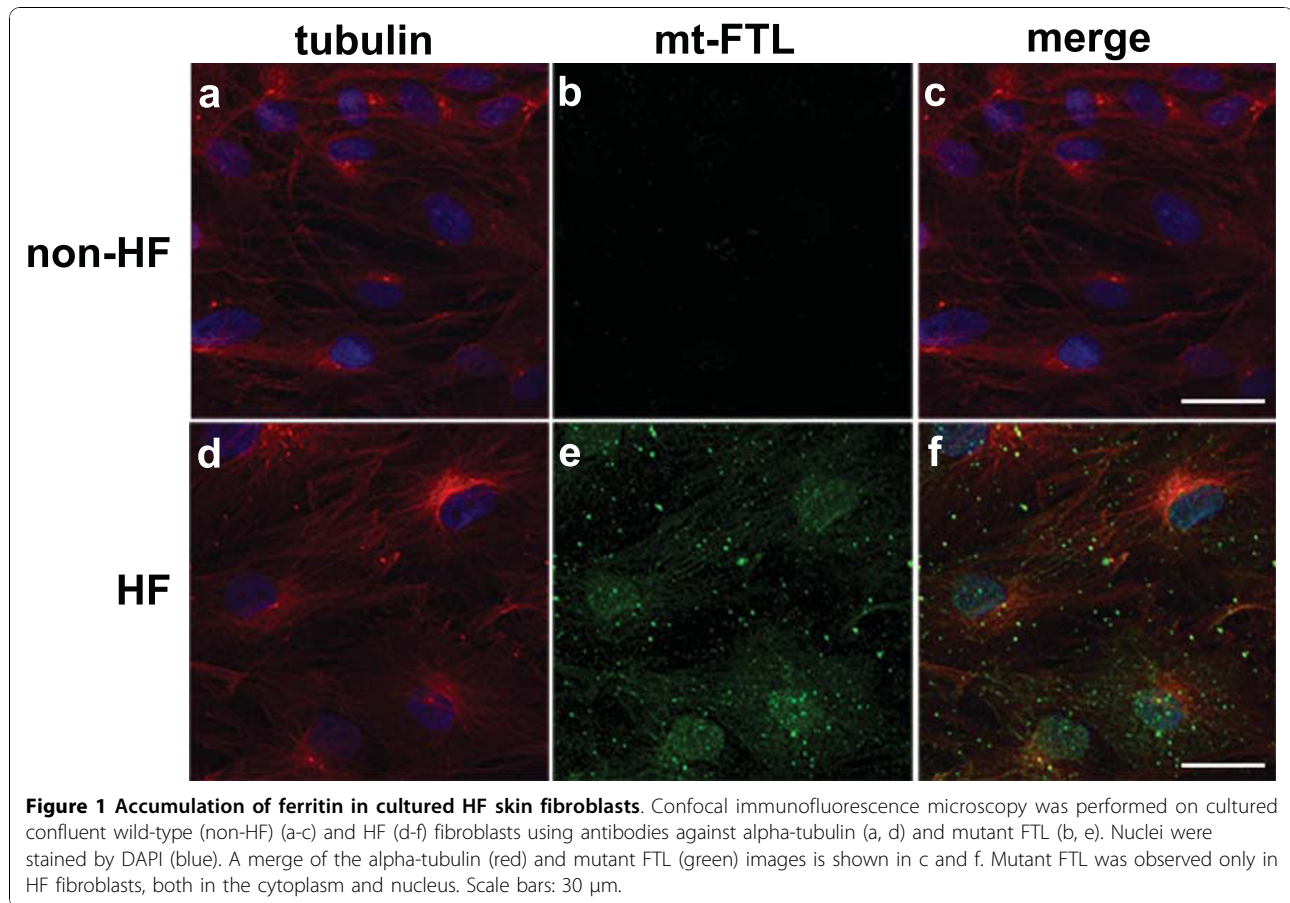 tubulin mt-FTL merge
a b c
non-HF
d e f
HF
Figure 1 Accumulation of ferritin in cultured HF skin fibroblasts. Confocal immunofluorescence microscopy was performed on cultured
confluent wild-type (non-HF) (a-c) and HF (d-f) fibroblasts using antibodies against alpha-tubulin (a, d) and mutant FTL (b, e). Nuclei were
stained by DAPI (blue). A merge of the alpha-tubulin (red) and mutant FTL (green) images is shown in c and f. Mutant FTL was observed only in
HF fibroblasts, both in the cytoplasm and nucleus. Scale bars: 30 μm.